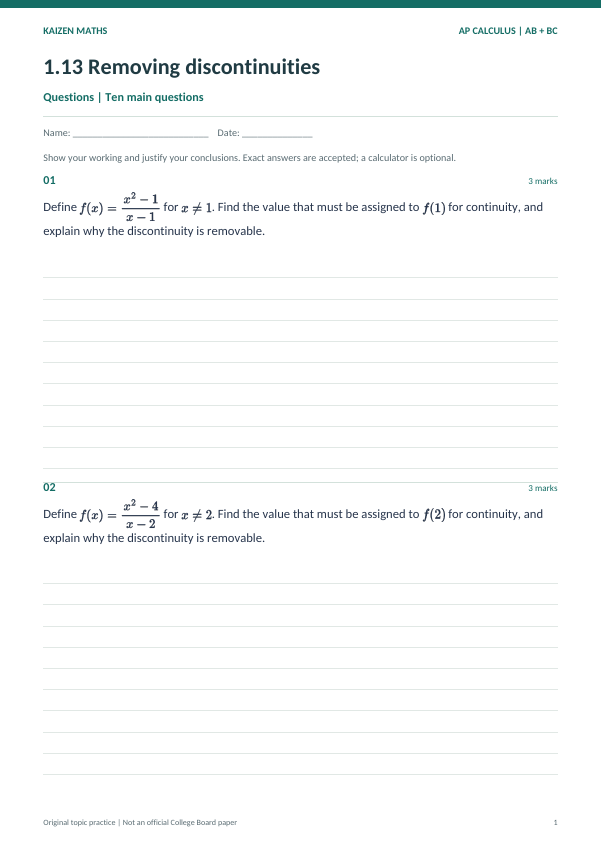 KAIZEN MATHS
AP CALCULUS | AB + BC
1.13 Removing discontinuities
Questions | Ten main questions
Name: ____________________________ Date: ______________
Show your working and justify your conclusions. Exact answers are accepted; a calculator is optional.
01
3 marks
Define f(x) = (x² − 1)/(x − 1) for x ≠ 1. Find the value that must be assigned to f(1) for continuity, and
explain why the discontinuity is removable.
02
3 marks
Define f(x) = (x² − 4)/(x − 2) for x ≠ 2. Find the value that must be assigned to f(2) for continuity, and
explain why the discontinuity is removable.
Original topic practice | Not an official College Board paper
1